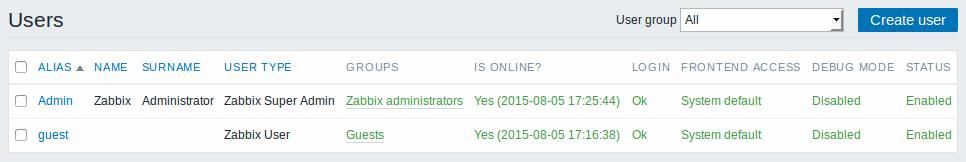 Users User group All Create user
ALIAS NAME SURNAME USER TYPE GROUPS IS ONLINE? LOGIN FRONTEND ACCESS DEBUG MODE STATUS
Admin Zabbix Administrator Zabbix Super Admin Zabbix administrators Yes (2015-08-05 17:25:44) Ok System default Disabled Enabled
guest Zabbix User Guests Yes (2015-08-05 17:16:38) Ok System default Disabled Enabled